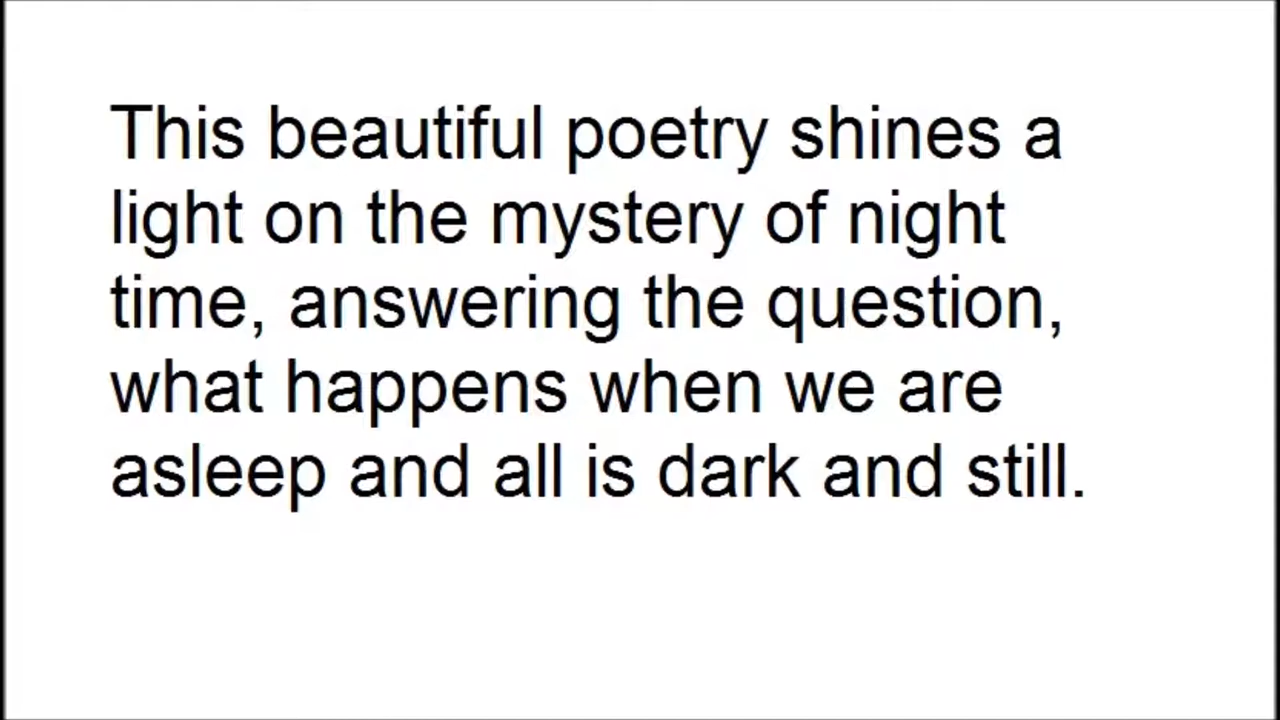 This beautiful poetry shines a
light on the mystery of night
time, answering the question,
what happens when we are
asleep and all is dark and still.